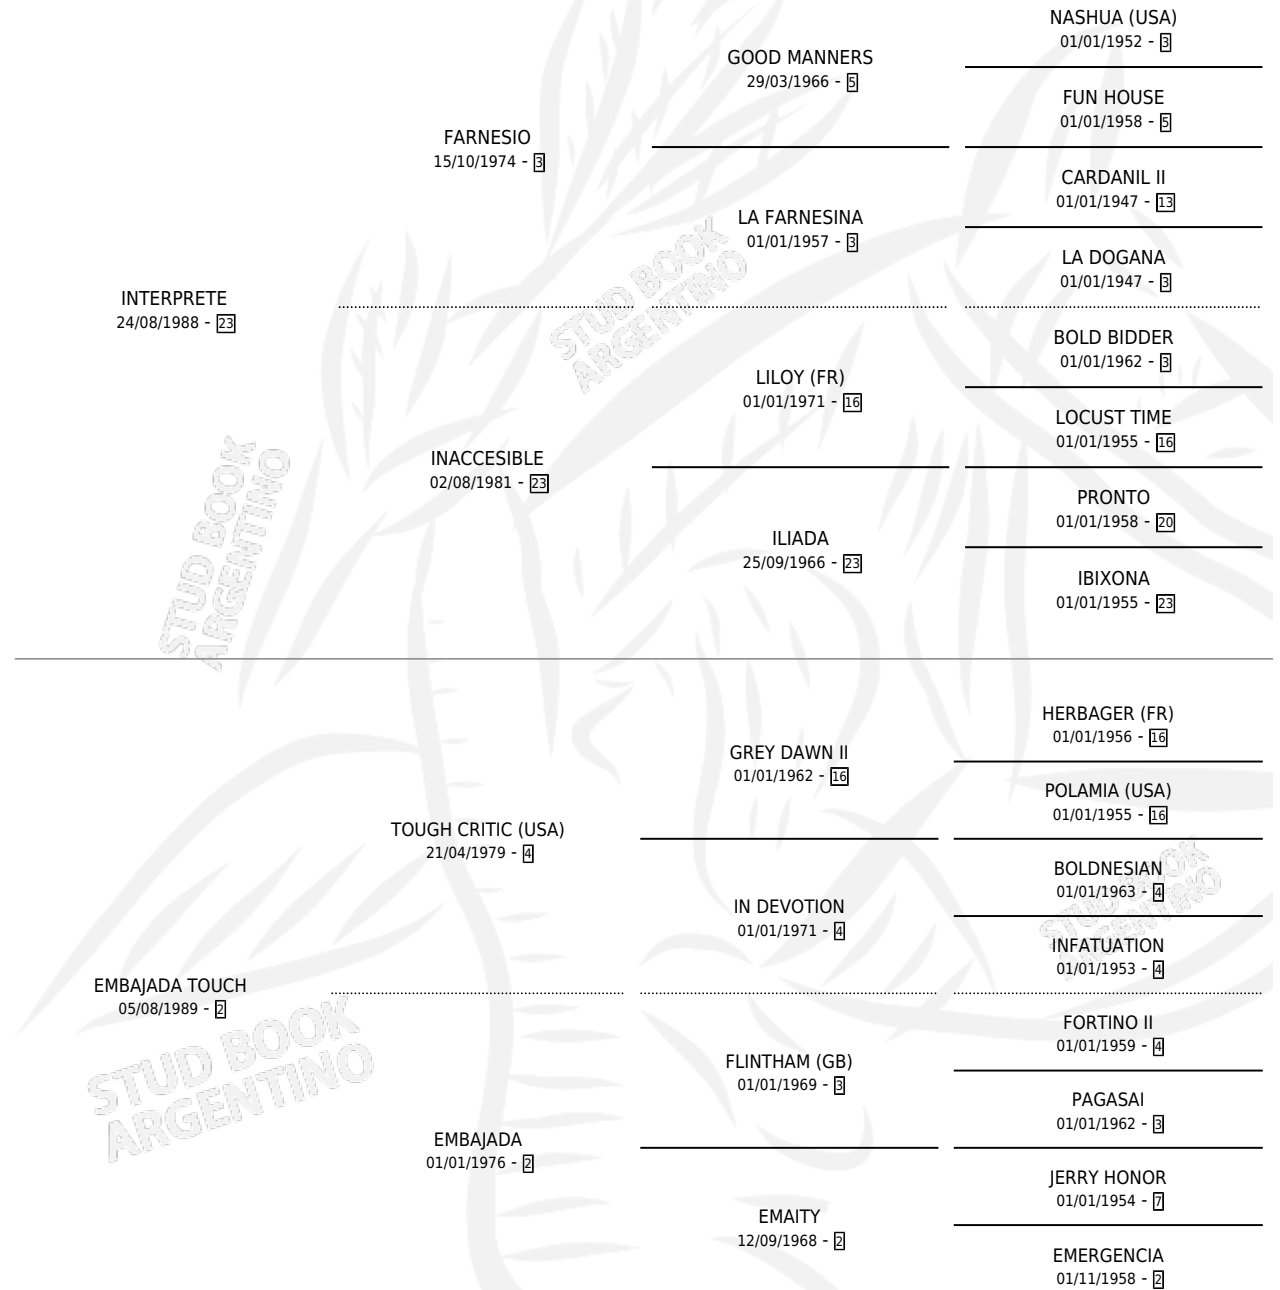 NASHUA (USA)
01/01/1952 - 3
GOOD MANNERS
29/03/1966 - 5
FUN HOUSE
01/01/1958 - 5
FARNESIO
15/10/1974 - 3
CARDANIL II
01/01/1947 - 13
LA FARNESINA
01/01/1957 - 3
LA DOGANA
01/01/1947 - 3
INTERPRETE
24/08/1988 - 23
BOLD BIDDER
01/01/1962 - 3
LILOY (FR)
01/01/1971 - 16
LOCUST TIME
01/01/1955 - 16
INACCESIBLE
02/08/1981 - 23
PRONTO
01/01/1958 - 20
ILIADA
25/09/1966 - 23
IBIXONA
01/01/1955 - 23
HERBAGER (FR)
01/01/1956 - 16
GREY DAWN II
01/01/1962 - 16
POLAMIA (USA)
01/01/1955 - 16
TOUGH CRITIC (USA)
21/04/1979 - 4
BOLDNESIAN
01/01/1963 - 4
IN DEVOTION
01/01/1971 - 4
INFATUATION
01/01/1953 - 4
EMBAJADA TOUCH
05/08/1989 - 2
FORTINO II
01/01/1959 - 4
FLINTHAM (GB)
01/01/1969 - 3
PAGASAI
01/01/1962 - 3
EMBAJADA
01/01/1976 - 2
JERRY HONOR
01/01/1954 - 7
EMAITY
12/09/1968 - 2
EMERGENCIA
01/11/1958 - 2
STUD BOOK
ARGENTINO
STUD BOOK
ARGENTINO
STUD BOOK
ARGENTINO
STUD BOOK
ARGENTINO